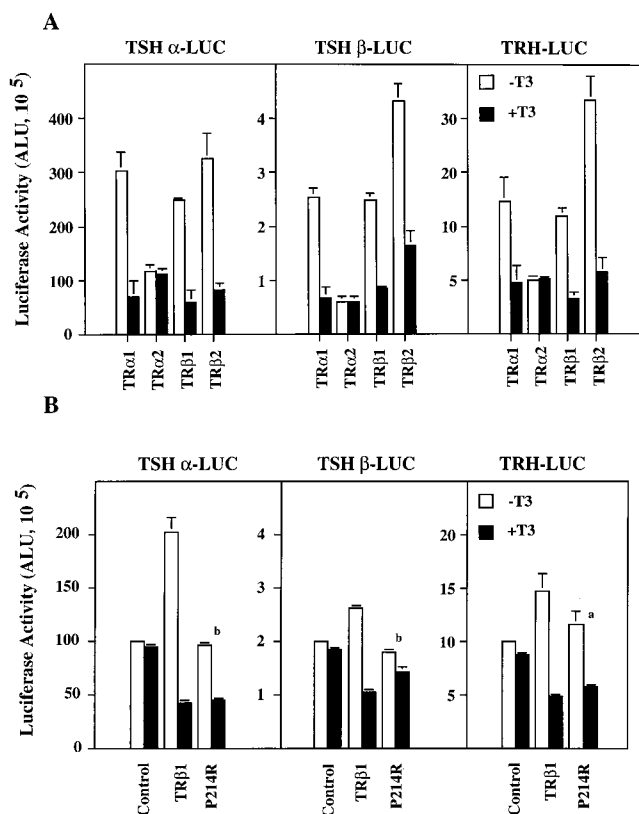 A
TSH α-LUC
TSH β-LUC
TRH-LUC
Luciferase Activity (ALU, 10 5)
400
300
200
100
0
4
3
2
1
0
30
20
10
5
-T3
+T3
TRα1
TRα2
TRβ1
TRβ2
TRα1
TRα2
TRβ1
TRβ2
TRα1
TRα2
TRβ1
TRβ2
B
TSH α-LUC
TSH β-LUC
TRH-LUC
Luciferase Activity (ALU, 10 5)
200
150
100
50
0
4
3
2
1
20
15
10
5
-T3
+T3
b
b
a
Control
TRβ1
P214R
Control
TRβ1
P214R
Control
TRβ1
P214R